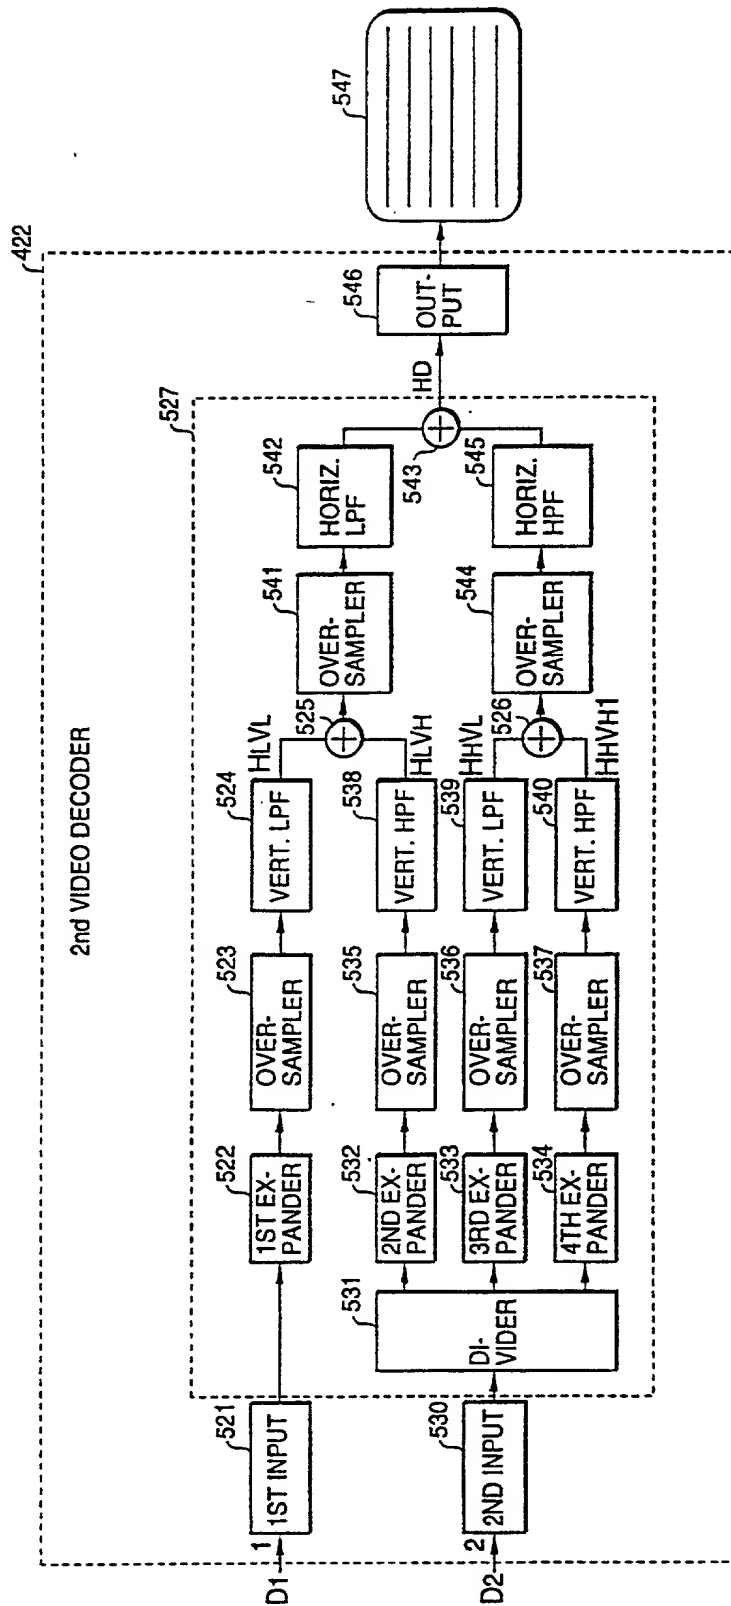 2nd VIDEO DECODER
422
D1
1
521
1ST INPUT
522
1ST EX-
PANDER
523
OVER-
SAMPLER
524
VERT. LPF
HLVL
525
541
OVER-
SAMPLER
542
HORIZ.
LPF
527
D2
2
530
2ND INPUT
531
DI-
VIDER
532
2ND EX-
PANDER
535
OVER-
SAMPLER
538
VERT. HPF
HLVH
533
3RD EX-
PANDER
536
OVER-
SAMPLER
539
VERT. LPF
HHVL
526
534
4TH EX-
PANDER
537
OVER-
SAMPLER
540
VERT. HPF
HHVH1
544
OVER-
SAMPLER
545
HORIZ.
HPF
543
HD
546
OUT-
PUT
547